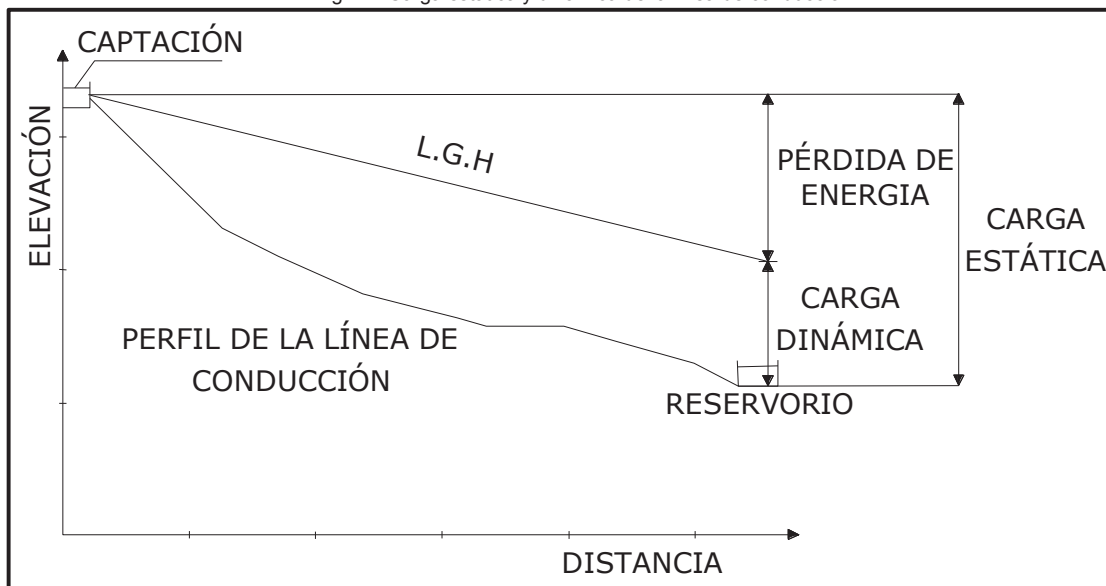 CAPTACIÓN
ELEVACIÓN
L.G.H
PÉRDIDA DE
ENERGIA
CARGA
ESTÁTICA
CARGA
DINÁMICA
PERFIL DE LA LÍNEA DE
CONDUCCIÓN
RESERVORIO
DISTANCIA